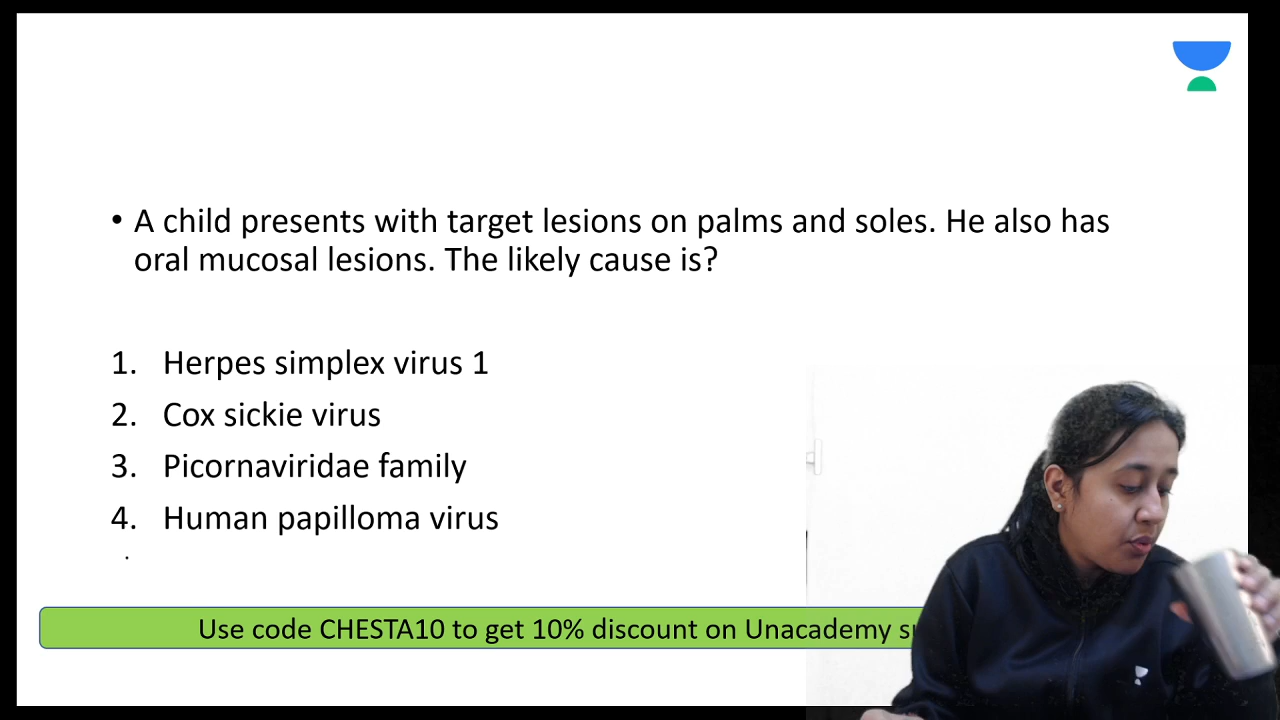 • A child presents with target lesions on palms and soles. He also has
oral mucosal lesions. The likely cause is?
1. Herpes simplex virus 1
2. Cox sickie virus
3. Picornaviridae family
4. Human papilloma virus
.
Use code CHESTA10 to get 10% discount on Unacademy